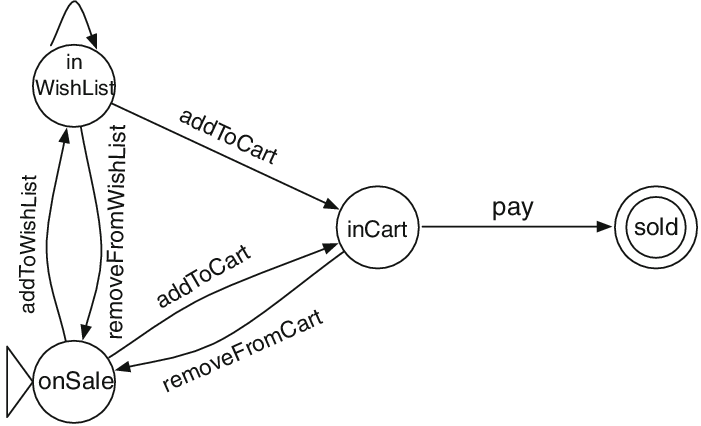 in
WishList
addToCart
addToWishList
removeFromWishList
inCart
pay
sold
addToCart
removeFromCart
onSale